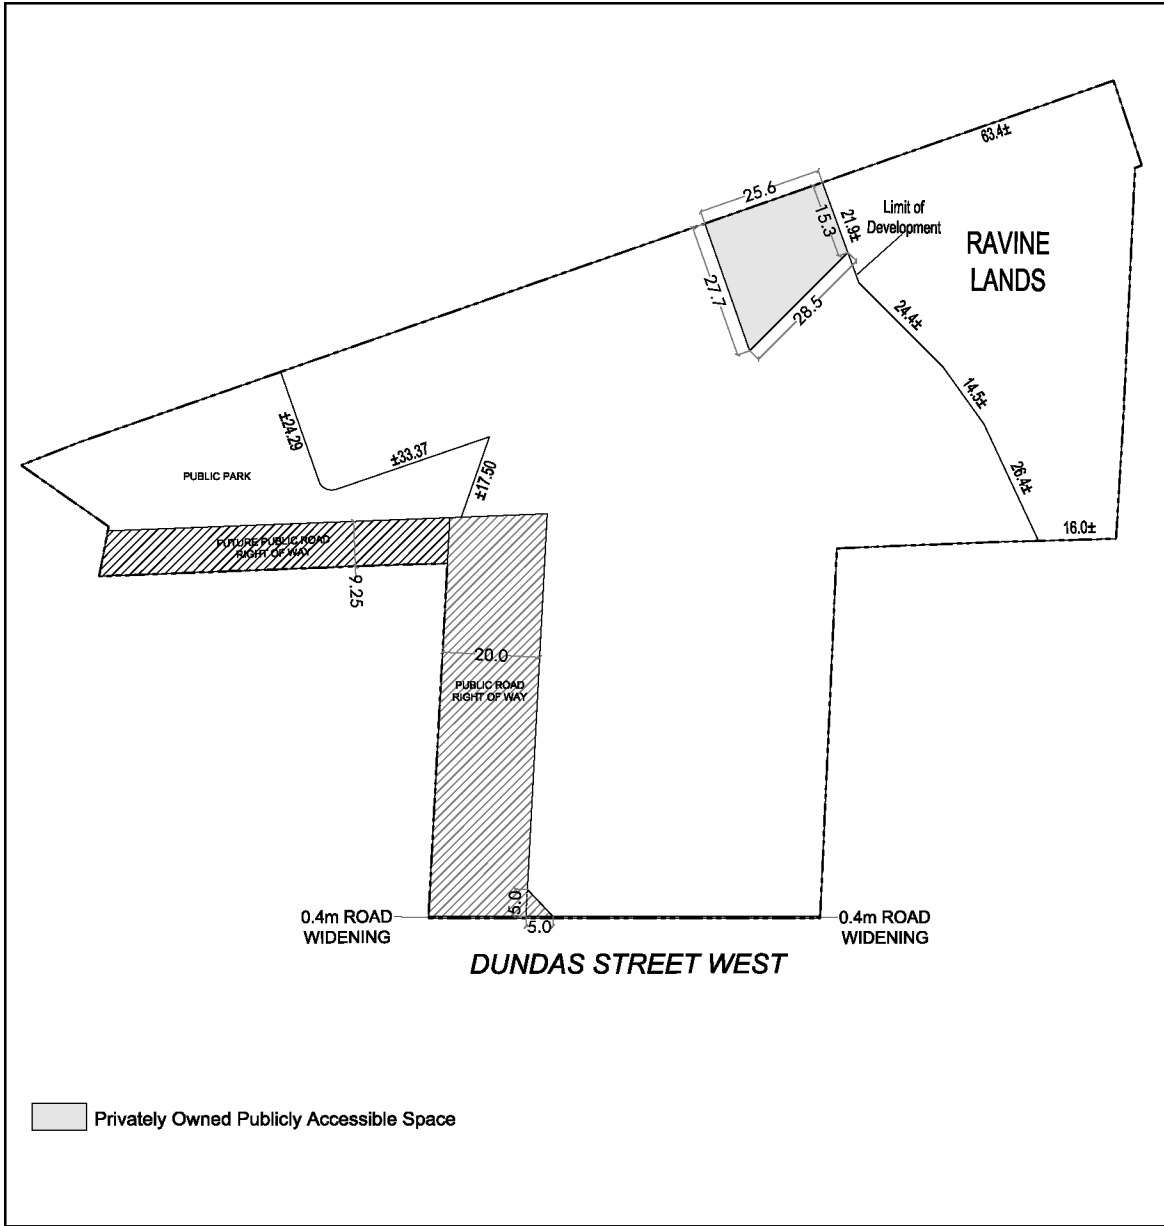 63.4±
25.6
15.3
21.9±
Limit of
Development
RAVINE
LANDS
27.7
28.5
24.4±
14.5±
26.4±
16.0±
±24.29
±33.37
±17.50
PUBLIC PARK
FUTURE PUBLIC ROAD
RIGHT OF WAY
9.25
20.0
PUBLIC ROAD
RIGHT OF WAY
5.0
5.0
0.4m ROAD
WIDENING
0.4m ROAD
WIDENING
DUNDAS STREET WEST
Privately Owned Publicly Accessible Space